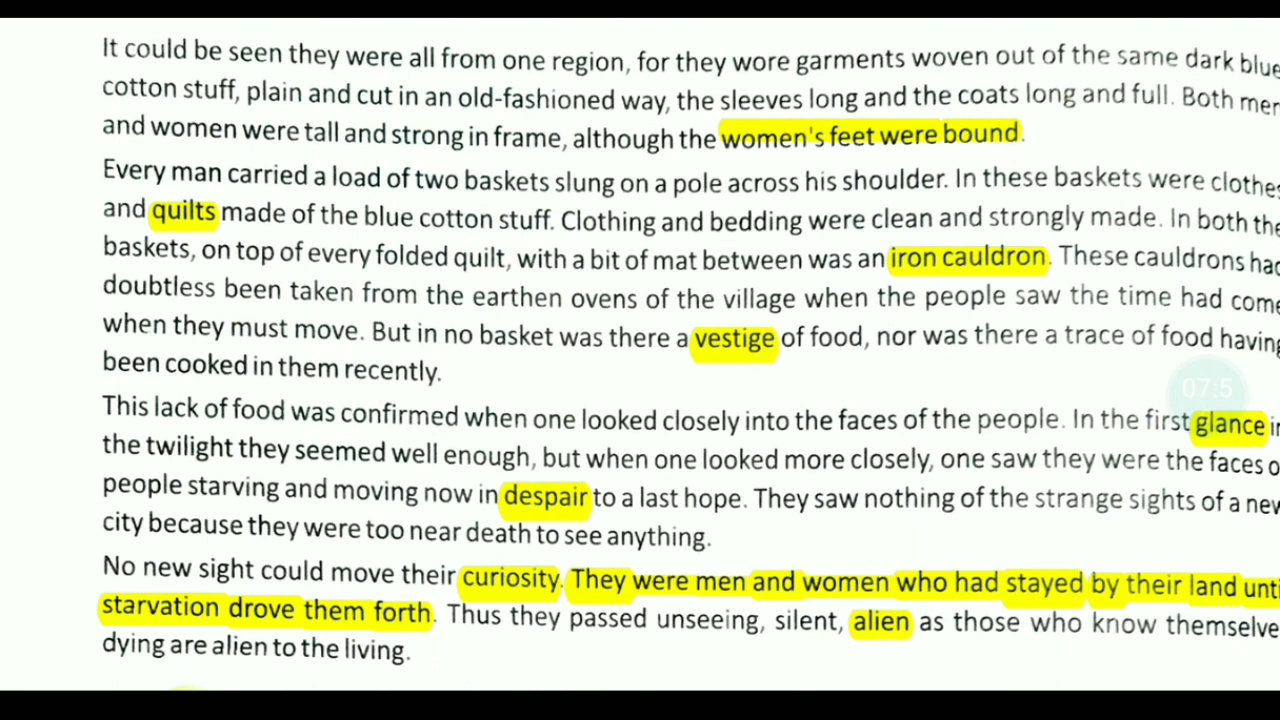 It could be seen they were all from one region, for they wore garments woven out of the same dark blue
cotton stuff, plain and cut in an old-fashioned way, the sleeves long and the coats long and full. Both men
and women were tall and strong in frame, although the women's feet were bound.
Every man carried a load of two baskets slung on a pole across his shoulder. In these baskets were clothes
and quilts made of the blue cotton stuff. Clothing and bedding were clean and strongly made. In both the
baskets, on top of every folded quilt, with a bit of mat between was an iron cauldron. These cauldrons had
doubtless been taken from the earthen ovens of the village when the people saw the time had come
when they must move. But in no basket was there a vestige of food, nor was there a trace of food having
been cooked in them recently.
07:5
This lack of food was confirmed when one looked closely into the faces of the people. In the first glance in
the twilight they seemed well enough, but when one looked more closely, one saw they were the faces o
people starving and moving now in despair to a last hope. They saw nothing of the strange sights of a new
city because they were too near death to see anything.
No new sight could move their curiosity. They were men and women who had stayed by their land unti
starvation drove them forth. Thus they passed unseeing, silent, alien as those who know themselve
dying are alien to the living.